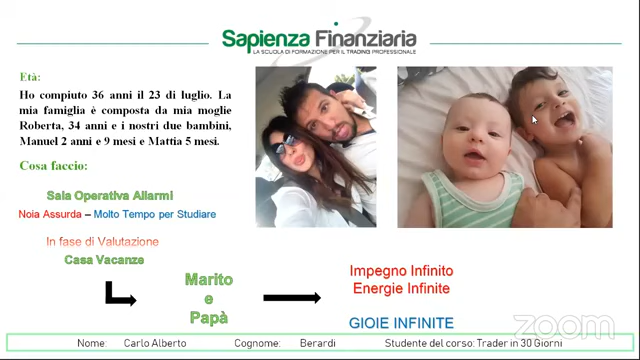 Sapienza Finanziaria
LA SCUOLA DI FORMAZIONE PER IL TRADING PROFESSIONALE
Età:
Ho compiuto 36 anni il 23 di luglio. La
mia famiglia è composta da mia moglie
Roberta, 34 anni e i nostri due bambini,
Manuel 2 anni e 9 mesi e Mattia 5 mesi.
Cosa faccio:
Sala Operativa Allarmi
Noia Assurda – Molto Tempo per Studiare
In fase di Valutazione
Casa Vacanze
Marito
e
Papà
Impegno Infinito
Energie Infinite
GIOIE INFINITE
zoom
Nome: Carlo Alberto Cognome: Berardi Studente del corso: Trader in 30 Giorni